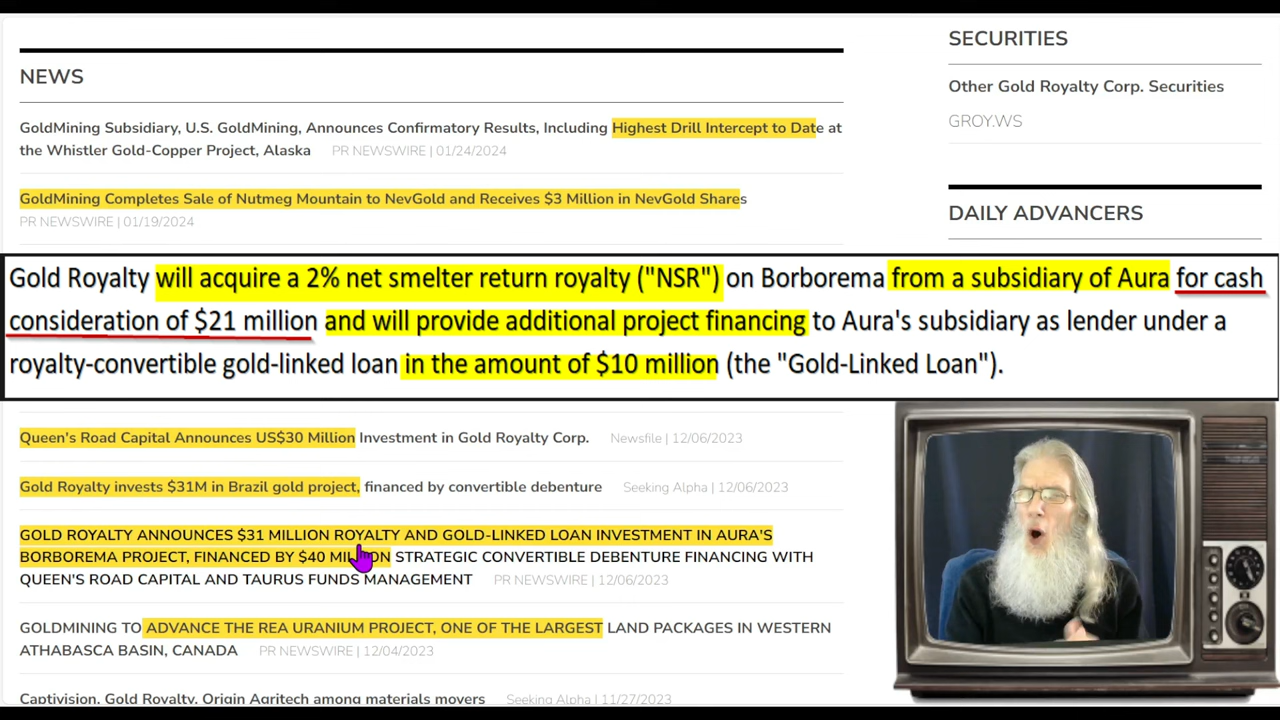 NEWS
GoldMining Subsidiary, U.S. GoldMining, Announces Confirmatory Results, Including Highest Drill Intercept to Date at
the Whistler Gold-Copper Project, Alaska PR NEWSWIRE | 01/24/2024
GoldMining Completes Sale of Nutmeg Mountain to NevGold and Receives $3 Million in NevGold Shares
PR NEWSWIRE | 01/19/2024
SECURITIES
Other Gold Royalty Corp. Securities
GROY.WS
DAILY ADVANCERS
Gold Royalty will acquire a 2% net smelter return royalty ("NSR") on Borborema from a subsidiary of Aura for cash
consideration of $21 million and will provide additional project financing to Aura's subsidiary as lender under a
royalty-convertible gold-linked loan in the amount of $10 million (the "Gold-Linked Loan").
Queen's Road Capital Announces US$30 Million Investment in Gold Royalty Corp. Newsfile | 12/06/2023
Gold Royalty invests $31M in Brazil gold project, financed by convertible debenture Seeking Alpha | 12/06/2023
GOLD ROYALTY ANNOUNCES $31 MILLION ROYALTY AND GOLD-LINKED LOAN INVESTMENT IN AURA'S
BORBOREMA PROJECT, FINANCED BY $40 MILLION STRATEGIC CONVERTIBLE DEBENTURE FINANCING WITH
QUEEN'S ROAD CAPITAL AND TAURUS FUNDS MANAGEMENT PR NEWSWIRE | 12/06/2023
GOLDMINING TO ADVANCE THE REA URANIUM PROJECT, ONE OF THE LARGEST LAND PACKAGES IN WESTERN
ATHABASCA BASIN, CANADA PR NEWSWIRE | 12/04/2023
Captivision, Gold Royalty, Origin Agritech among materials movers Seeking Alpha | 11/27/2023